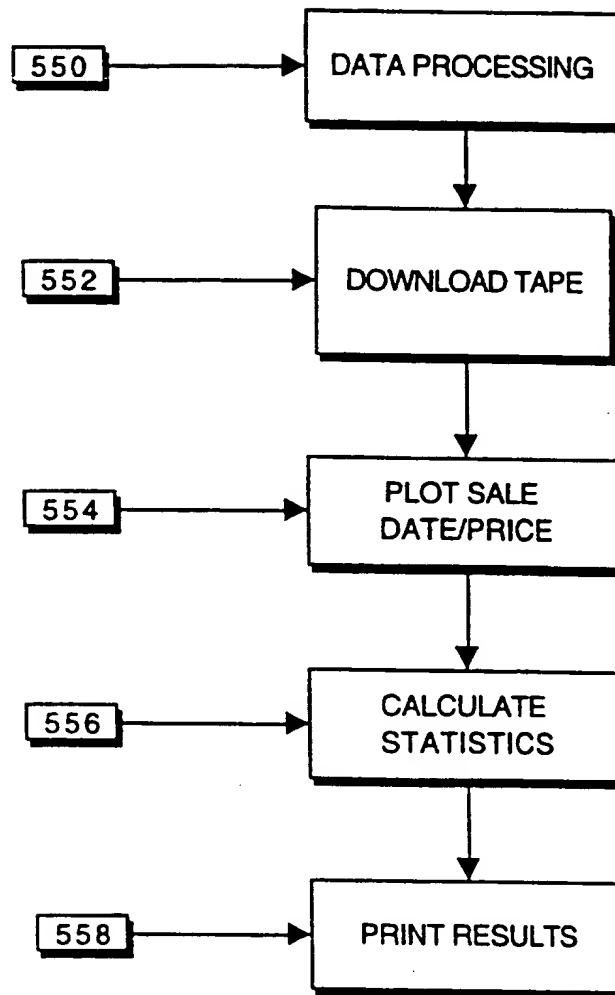 550
DATA PROCESSING
552
DOWNLOAD TAPE
554
PLOT SALE
DATE/PRICE
556
CALCULATE
STATISTICS
558
PRINT RESULTS